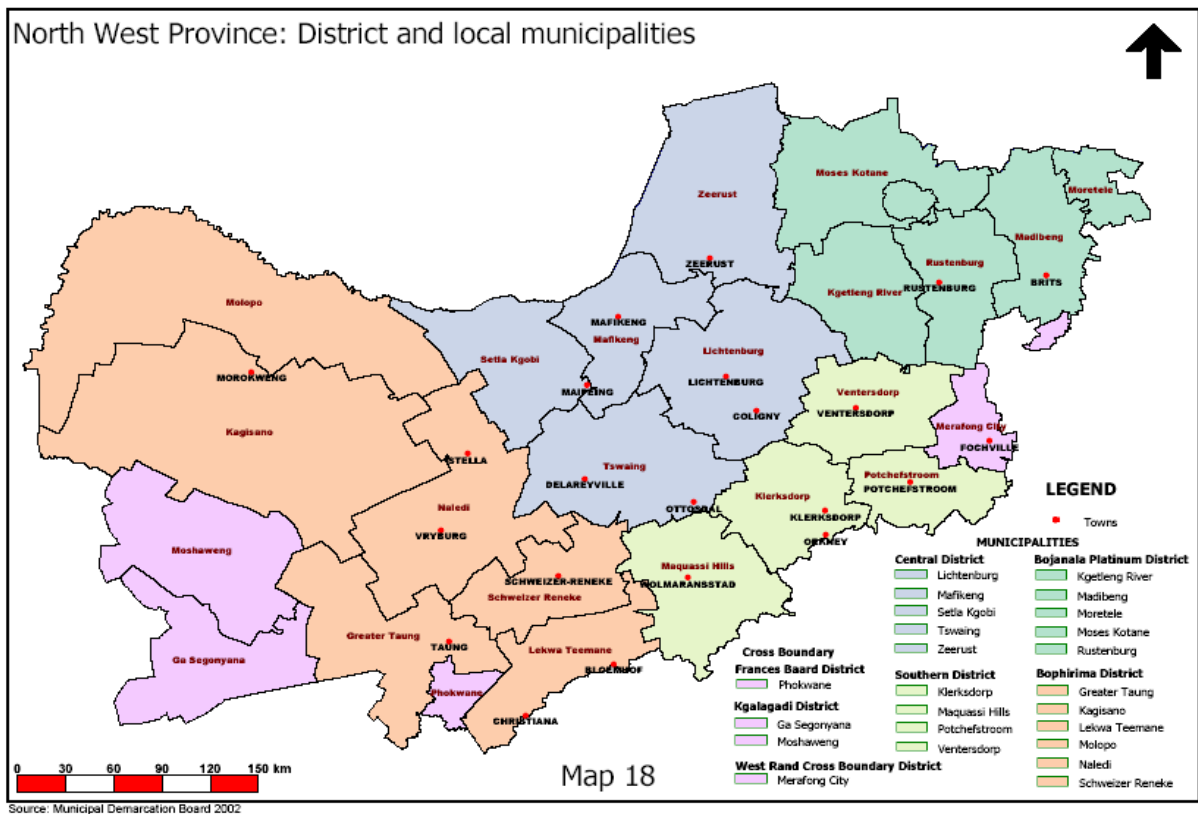 North West Province: District and local municipalities
Moses Kotane
Moretele
Zeerust
Madibeng
ZEERUST
Rustenburg
RUSTENBURG
BRITS
Kgetleng River
Molopo
MAFIKENG
Mafikeng
Setla Kgobi
Lichtenburg
MOROKWENG
LICHTENBURG
Ventersdorp
VENTERSDORP
COLIGNY
Merafong City
FOCHVILLE
Kagisano
STELLA
Tswaing
DELAREYVILLE
Potchefstroom
POTCHEFSTROOM
OTTOSDAL
Klerksdorp
KLERKSDORP
ORKNEY
Naledi
VRYBURG
Moshaweng
Maquassi Hills
WOLMARANSSTAD
SCHWEIZER-RENEKE
Schweizer Reneke
Greater Taung
TAUNG
Lekwa Teemane
BLOEMHOF
Ga Segonyana
Phokwane
CHRISTIANA
LEGEND
Towns
MUNICIPALITIES
Central District
Lichtenburg
Mafikeng
Setla Kgobi
Tswaing
Zeerust
Bojanala Platinum District
Kgetleng River
Madibeng
Moretele
Moses Kotane
Rustenburg
Cross Boundary
Frances Baard District
Phokwane
Kgalagadi District
Ga Segonyana
Moshaweng
West Rand Cross Boundary District
Merafong City
Southern District
Klerksdorp
Maquassi Hills
Potchefstroom
Ventersdorp
Bophirima District
Greater Taung
Kagisano
Lekwa Teemane
Molopo
Naledi
Schweizer Reneke
0 30 60 90 120 150 km
Map 18
Source: Municipal Demarcation Board 2002